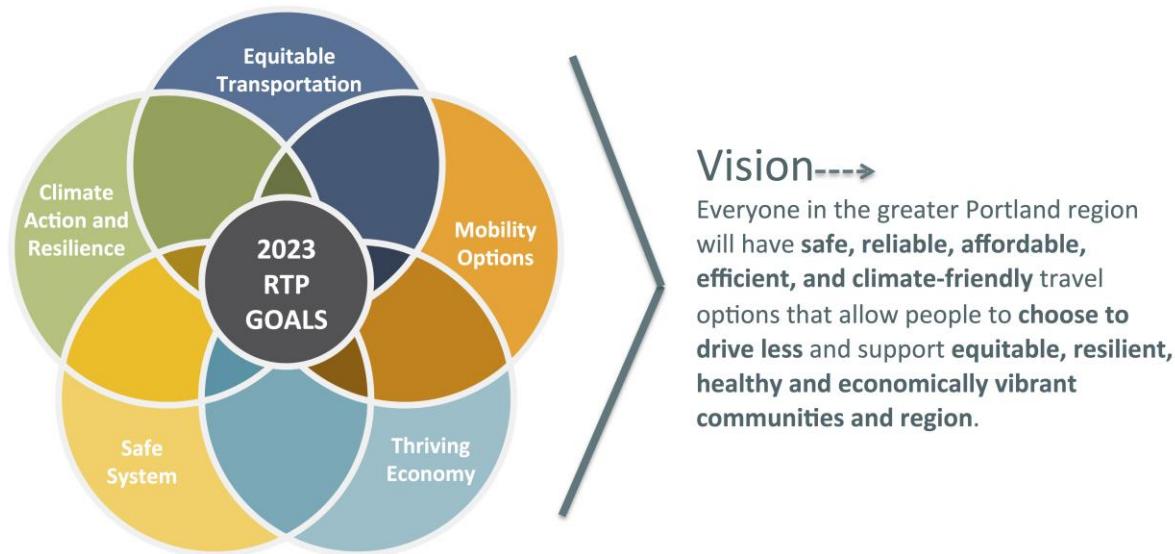 Equitable
Transportation
Climate
Action and
Resilience
Mobility
Options
2023
RTP
GOALS
Safe
System
Thriving
Economy
Vision
Everyone in the greater Portland region
will have safe, reliable, affordable,
efficient, and climate-friendly travel
options that allow people to choose to
drive less and support equitable, resilient,
healthy and economically vibrant
communities and region.